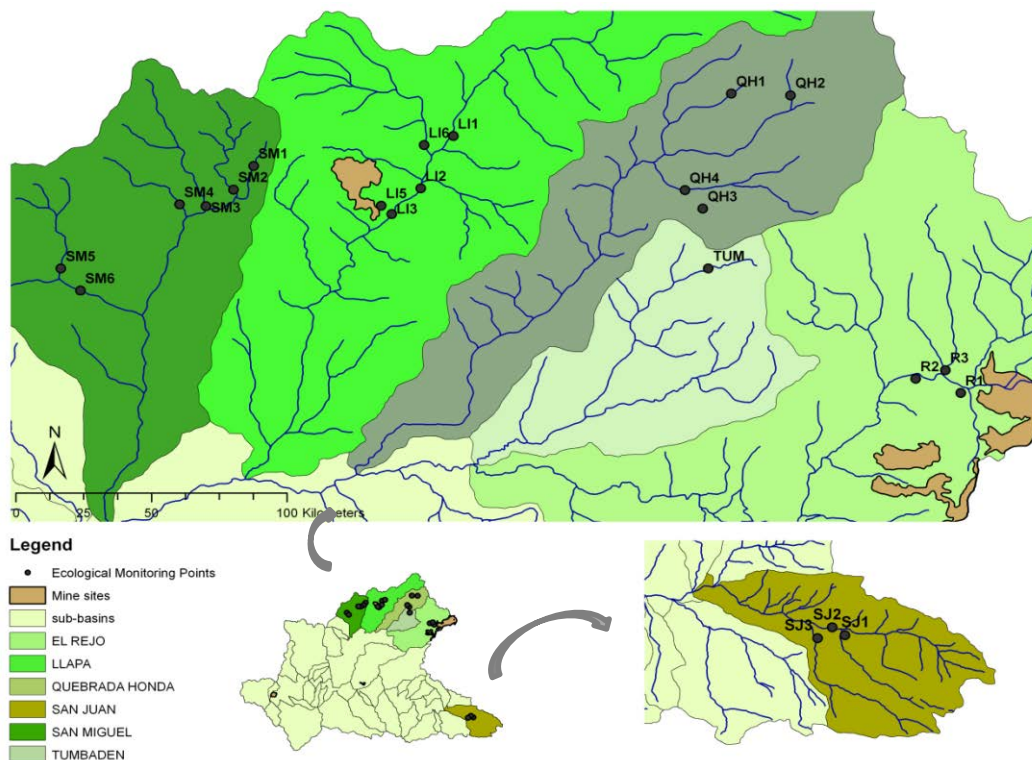 QH1
QH2
LI1
LI6
SM1
SM2
LI2
QH4
SM4
SM3
LI5
LI3
QH3
SM5
TUM
SM6
R3
R2
R1
N
0 25 50 100 Kilometers
Legend
Ecological Monitoring Points
Mine sites
sub-basins
EL REJO
LLAPA
QUEBRADA HONDA
SAN JUAN
SAN MIGUEL
TUMBADEN
SJ2
SJ3
SJ1